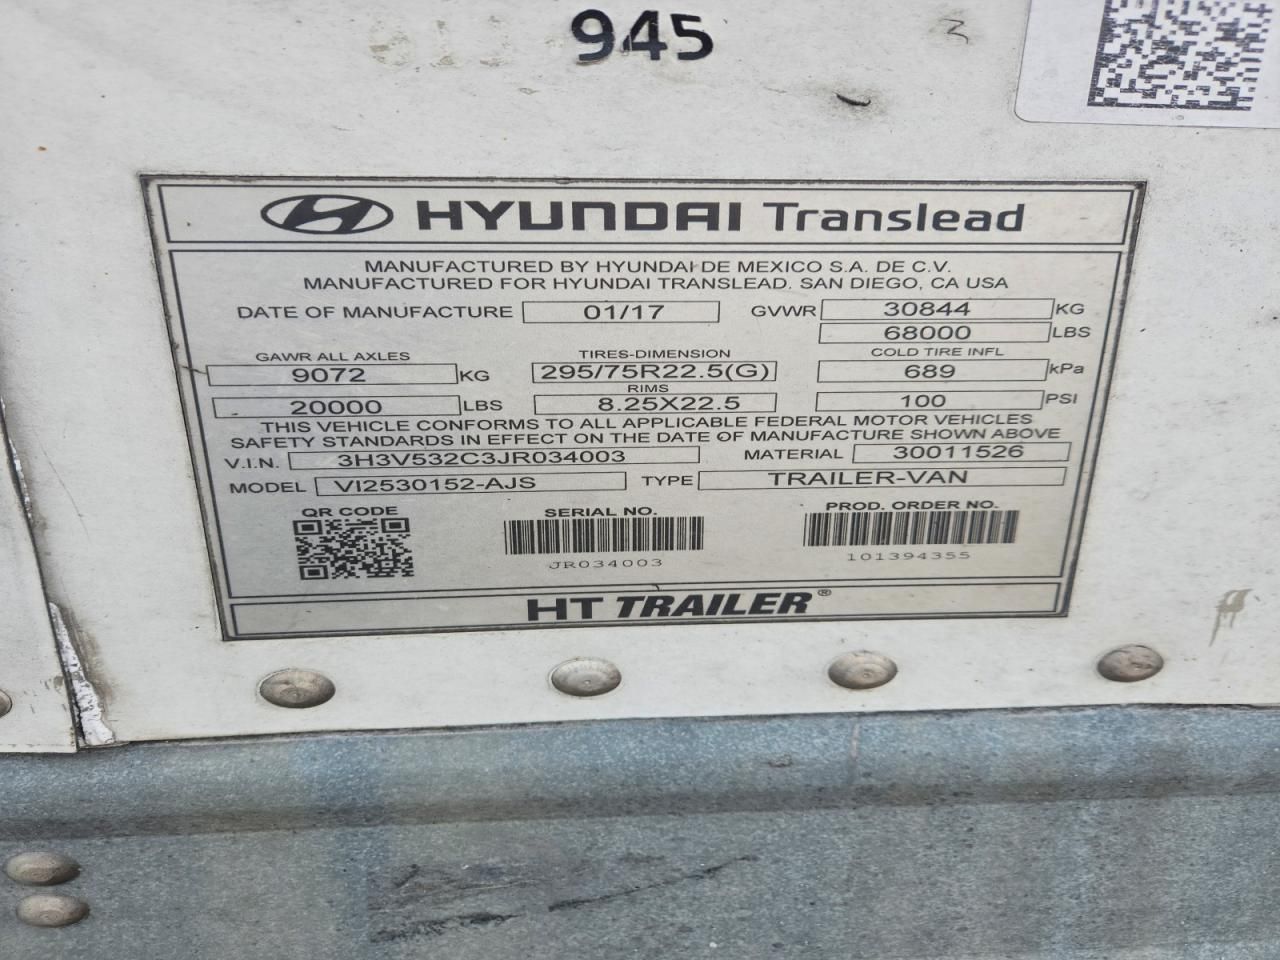 945
3
HYUNDAI Translead
MANUFACTURED BY HYUNDAI DE MEXICO S.A. DE C.V.
MANUFACTURED FOR HYUNDAI TRANSLEAD. SAN DIEGO, CA USA
DATE OF MANUFACTURE 01/17 GVWR 30844 KG
68000 LBS
GAWR ALL AXLES TIRES-DIMENSION COLD TIRE INFL
9072 KG 295/75R22.5(G) 689 kPa
RIMS
20000 LBS 8.25X22.5 100 PSI
THIS VEHICLE CONFORMS TO ALL APPLICABLE FEDERAL MOTOR VEHICLES
SAFETY STANDARDS IN EFFECT ON THE DATE OF MANUFACTURE SHOWN ABOVE
V.I.N. 3H3V532C3JR034003 MATERIAL 30011526
MODEL VI2530152-AJS TYPE TRAILER-VAN
QR CODE SERIAL NO. PROD. ORDER NO.
JR034003 101394355
HT TRAILER®